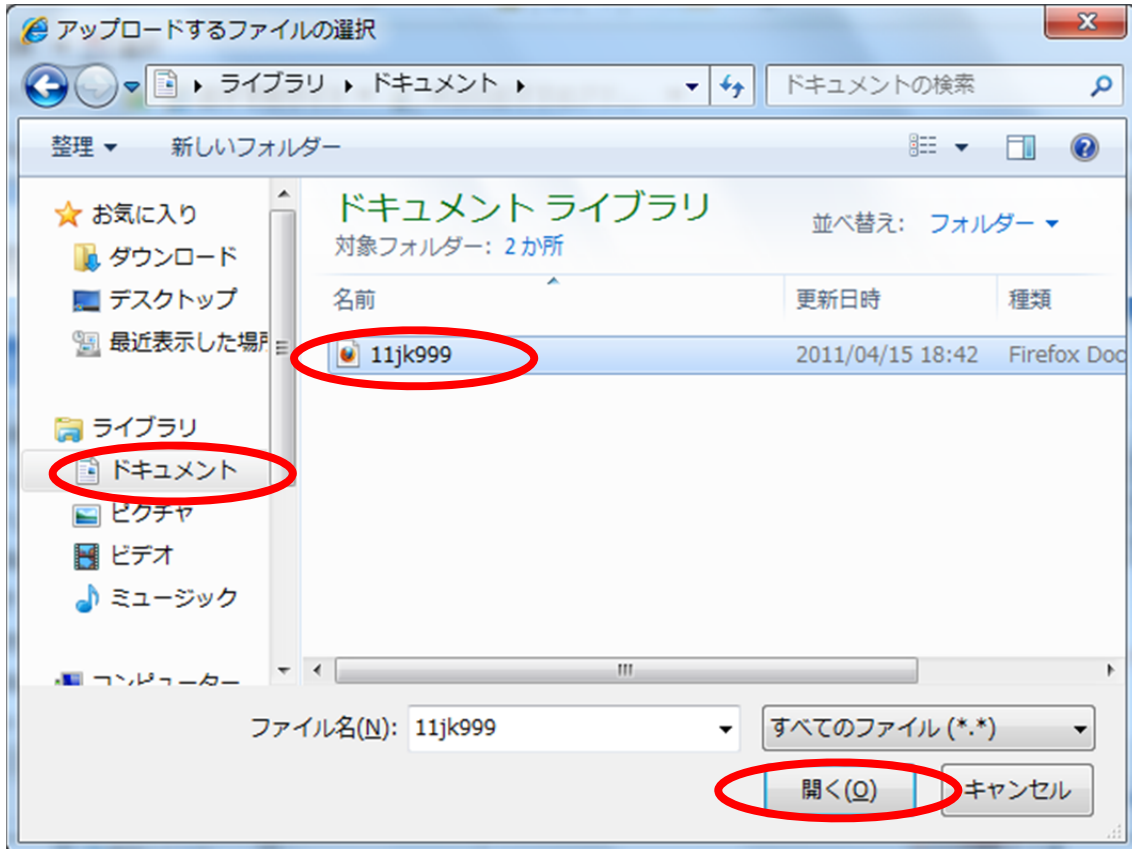 アップロードするファイルの選択
ライブラリ ドキュメント
ドキュメントの検索
整理
新しいフォルダー
お気に入り
ダウンロード
デスクトップ
最近表示した場所
ライブラリ
ドキュメント
ピクチャ
ビデオ
ミュージック
コンピューター
ドキュメント ライブラリ
対象フォルダー: 2 か所
並べ替え: フォルダー
名前 更新日時 種類
11jk999 2011/04/15 18:42 Firefox Doc
ファイル名(N): 11jk999
すべてのファイル (*.*)
開く(O) キャンセル